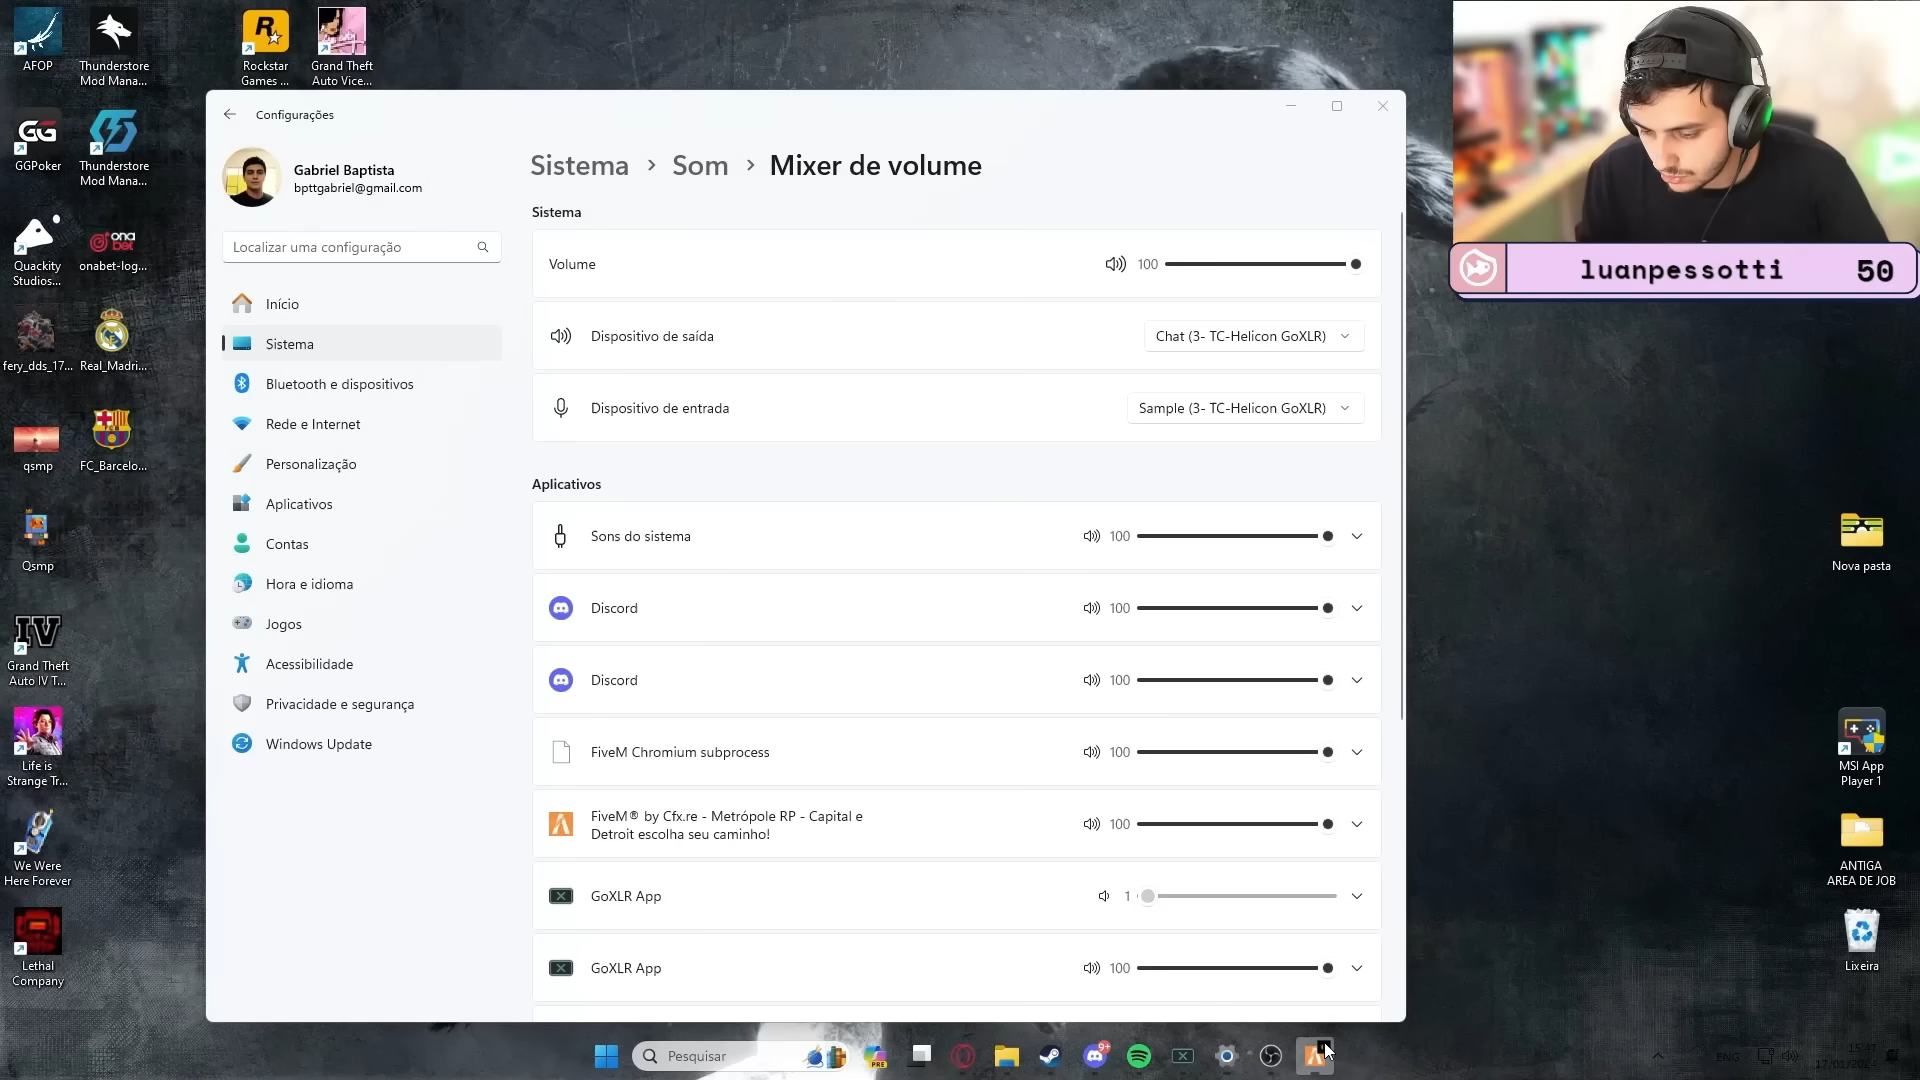 AFOP
Thunderstore
Mod Mana...
Rockstar
Games ...
Grand Theft
Auto Vice...
GGPoker
Thunderstore
Mod Mana...
Quackity
Studios...
onabet-log...
fery_dds_17...
Real_Madri...
qsmp
FC_Barcelo...
Qsmp
Grand Theft
Auto IV T...
Life is
Strange Tr...
We Were
Here Forever
Lethal
Company
Configurações
Gabriel Baptista
bpttgabriel@gmail.com
Localizar uma configuração
Início
Sistema
Bluetooth e dispositivos
Rede e Internet
Personalização
Aplicativos
Contas
Hora e idioma
Jogos
Acessibilidade
Privacidade e segurança
Windows Update
Sistema > Som > Mixer de volume
Sistema
Volume 100
Dispositivo de saída Chat (3- TC-Helicon GoXLR)
Dispositivo de entrada Sample (3- TC-Helicon GoXLR)
Aplicativos
Sons do sistema 100
Discord 100
Discord 100
FiveM Chromium subprocess 100
FiveM® by Cfx.re - Metrópole RP - Capital e
Detroit escolha seu caminho! 100
GoXLR App 1
GoXLR App 100
luanpessotti 50
Nova pasta
MSI App
Player 1
ANTIGA
AREA DE JOB
Lixeira
Pesquisar
PRE
9+
ENG